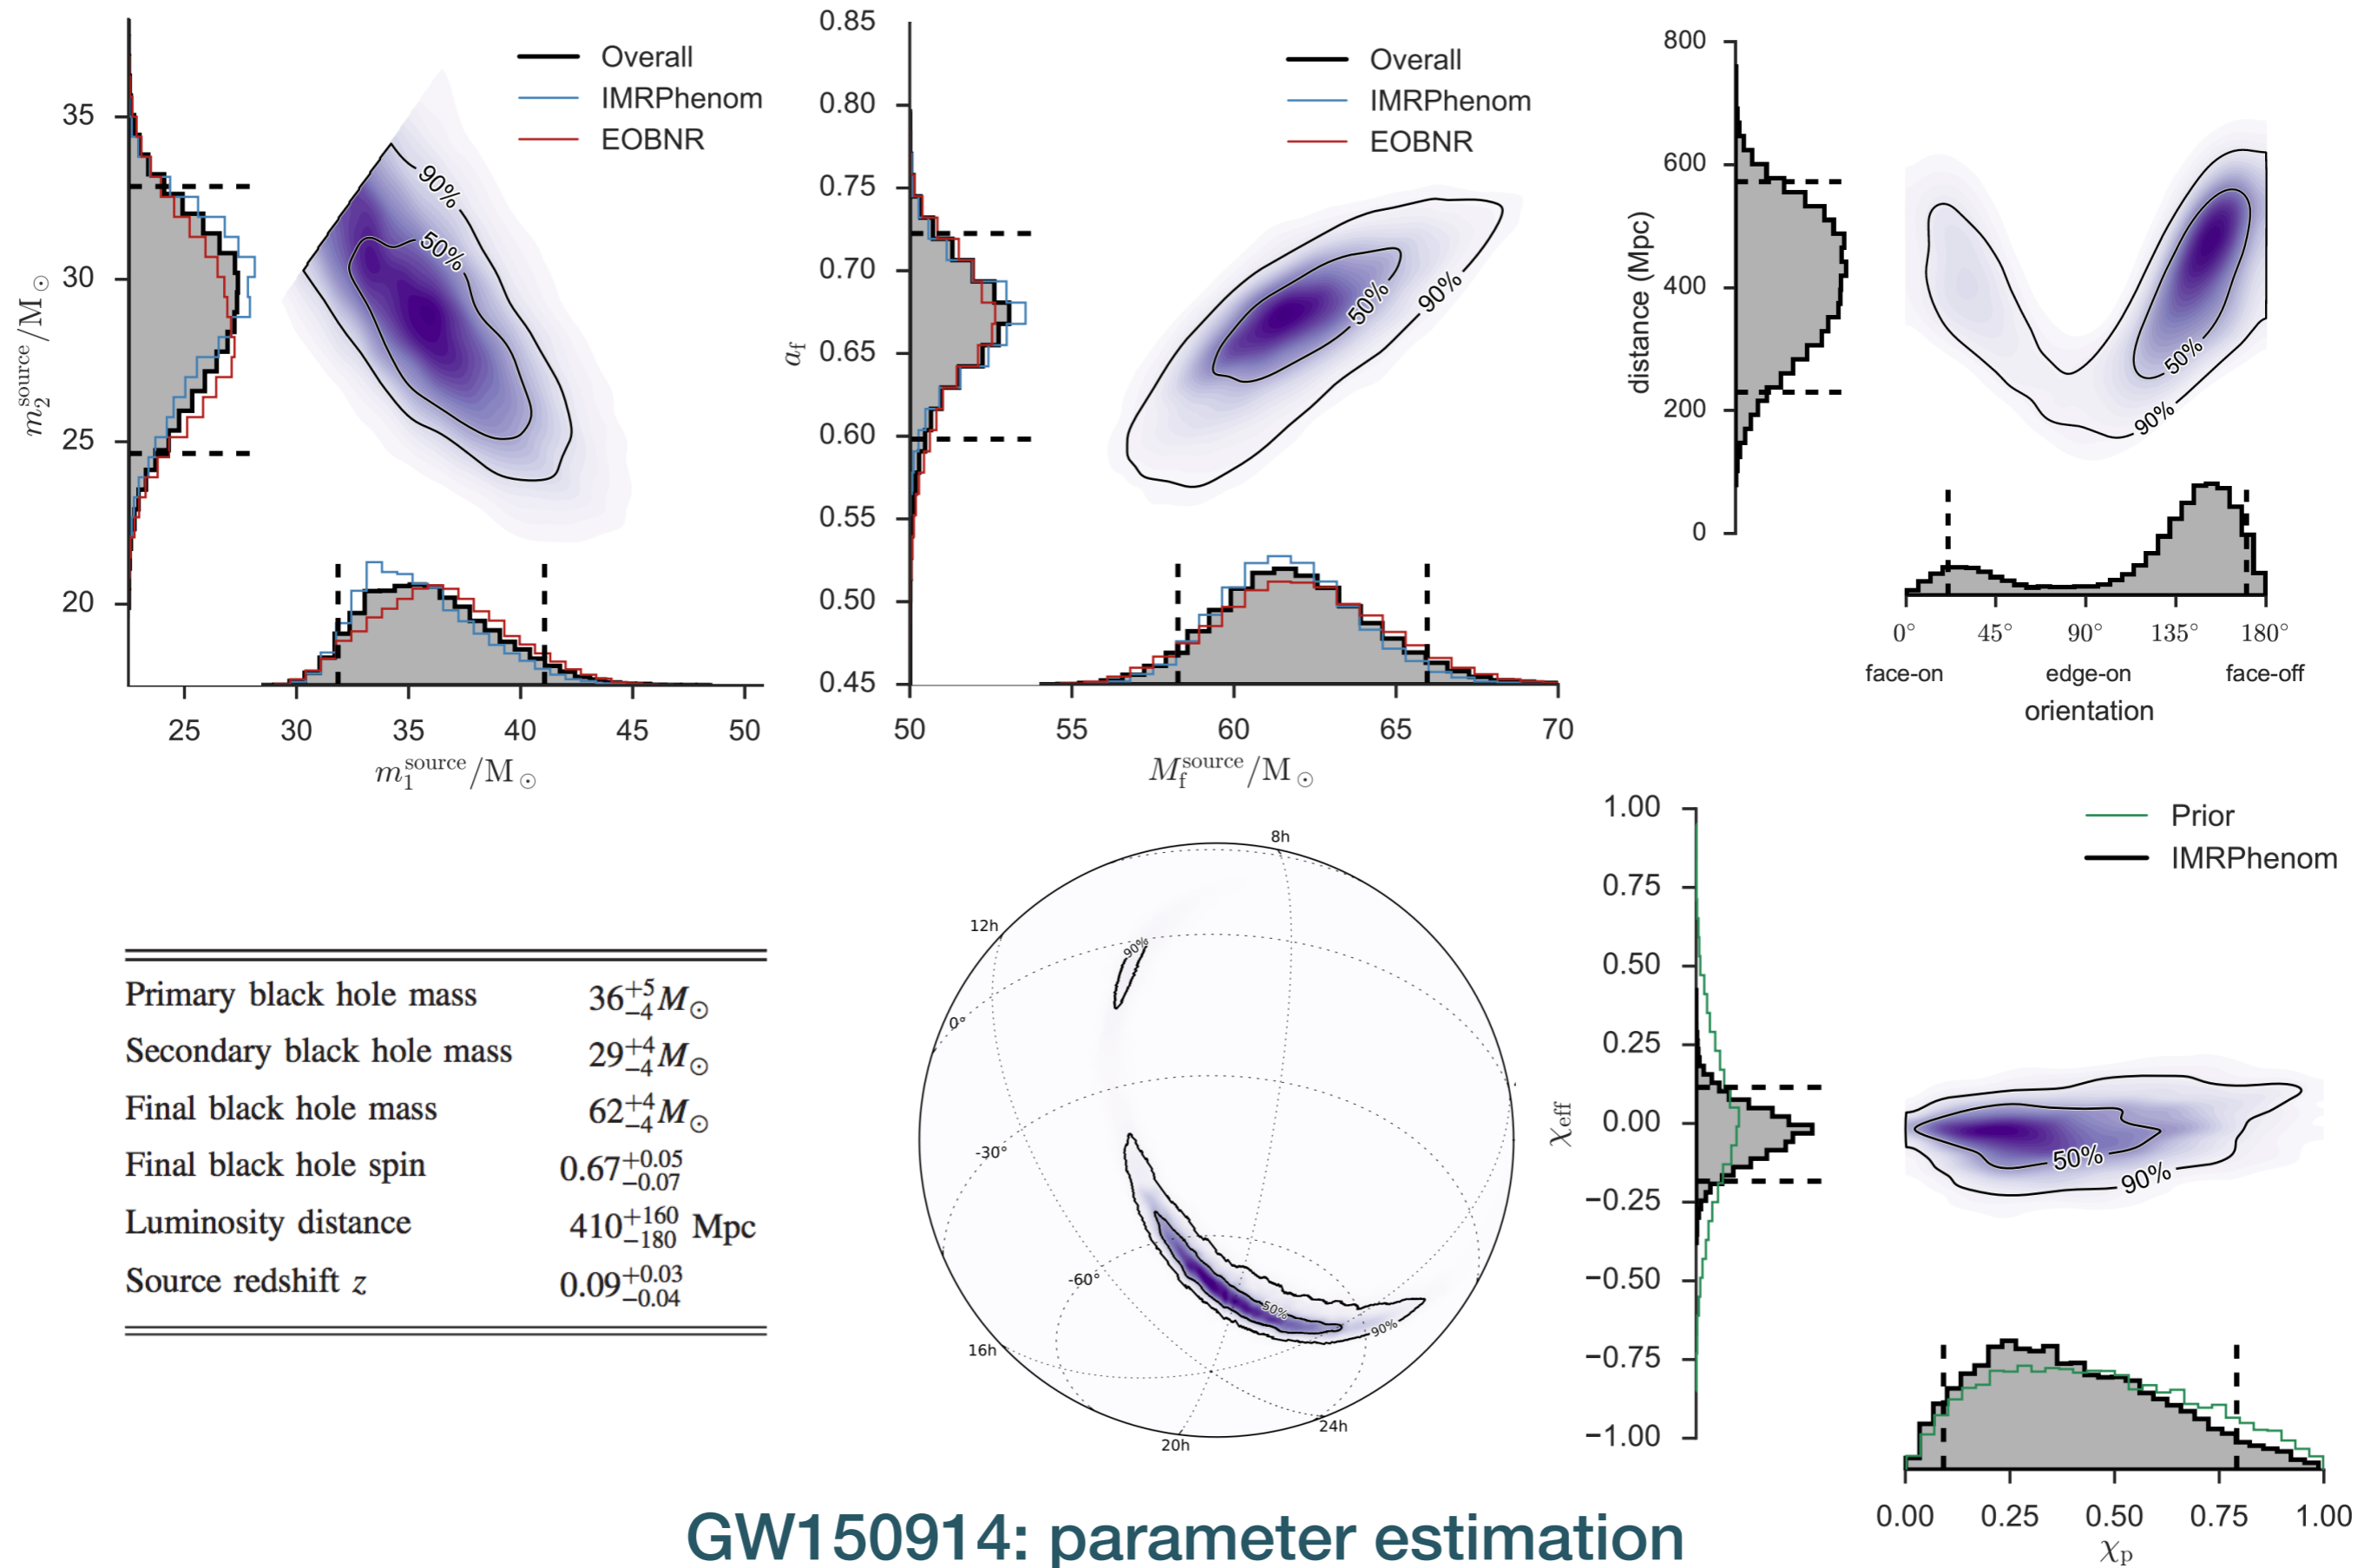 Overall
IMRPhenom
EOBNR
90%
50%
35
30
25
20
m₂^source/M⊙
25 30 35 40 45 50
m₁^source/M⊙
Overall
IMRPhenom
EOBNR
0.85
0.80
0.75
0.70
0.65
0.60
0.55
0.50
0.45
a_f
50%
90%
50 55 60 65 70
M_f^source/M⊙
800
600
400
200
0
distance (Mpc)
50%
90%
0° 45° 90° 135° 180°
face-on edge-on face-off
orientation
Primary black hole mass 36^{+5}_{−4} M⊙
Secondary black hole mass 29^{+4}_{−4} M⊙
Final black hole mass 62^{+4}_{−4} M⊙
Final black hole spin 0.67^{+0.05}_{−0.07}
Luminosity distance 410^{+160}_{−180} Mpc
Source redshift z 0.09^{+0.03}_{−0.04}
8h
12h
90%
0°
-30°
-60°
50%
90%
16h
24h
20h
Prior
IMRPhenom
1.00
0.75
0.50
0.25
0.00
−0.25
−0.50
−0.75
−1.00
χ_eff
50%
90%
0.00 0.25 0.50 0.75 1.00
χ_p
GW150914: parameter estimation